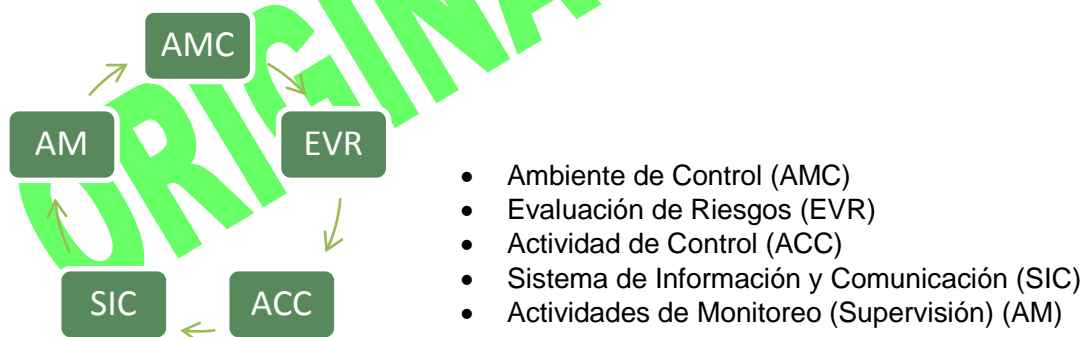 ORIGINA
AMC
AM
EVR
SIC
ACC
• Ambiente de Control (AMC)
• Evaluación de Riesgos (EVR)
• Actividad de Control (ACC)
• Sistema de Información y Comunicación (SIC)
• Actividades de Monitoreo (Supervisión) (AM)